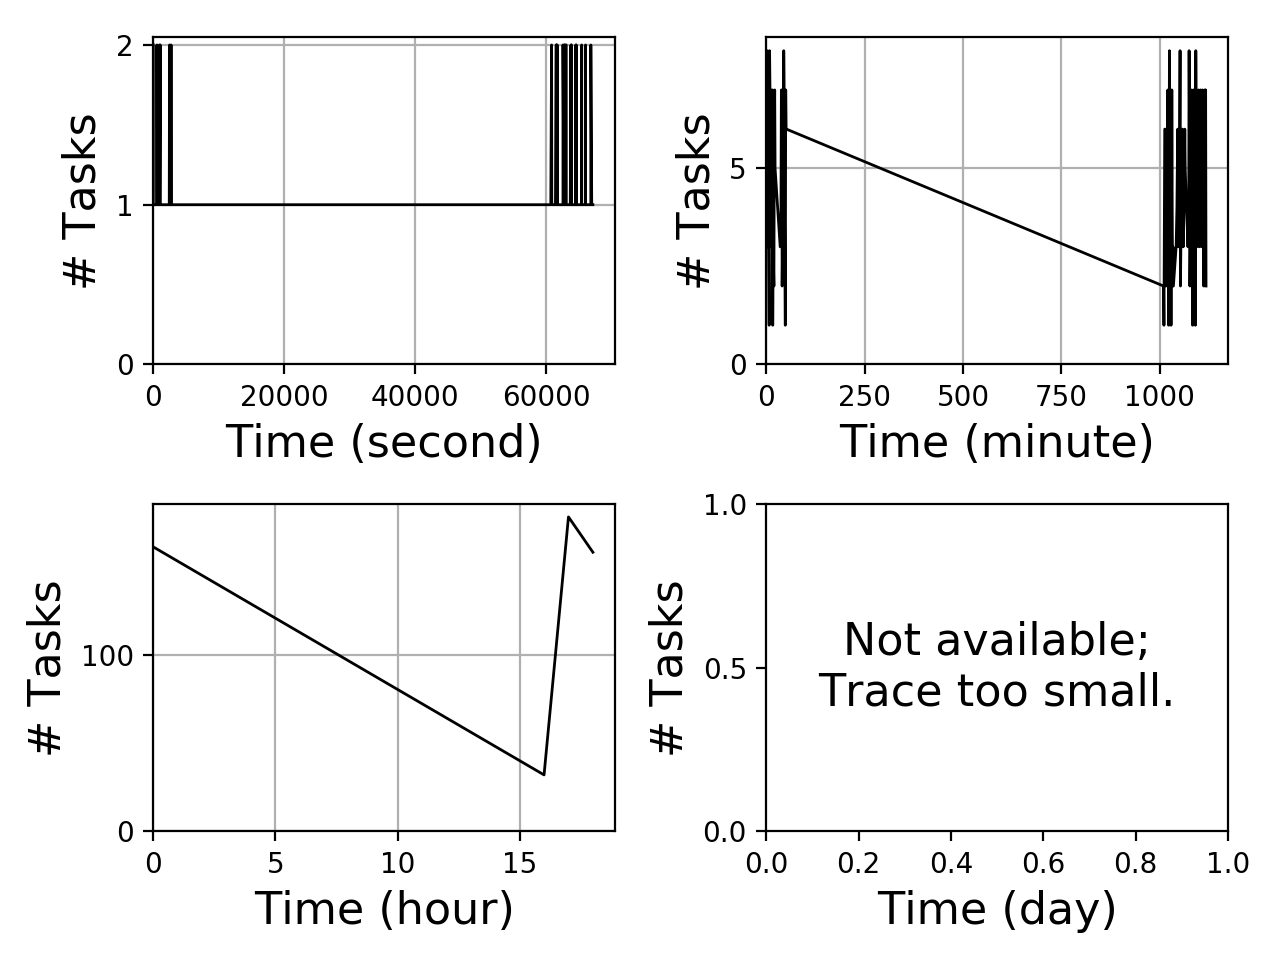 # Tasks
2
1
0
0 20000 40000 60000
Time (second)
# Tasks
5
0
0 250 500 750 1000
Time (minute)
# Tasks
100
0
0 5 10 15
Time (hour)
# Tasks
1.0
0.5
0.0
Not available;
Trace too small.
0.0 0.2 0.4 0.6 0.8 1.0
Time (day)